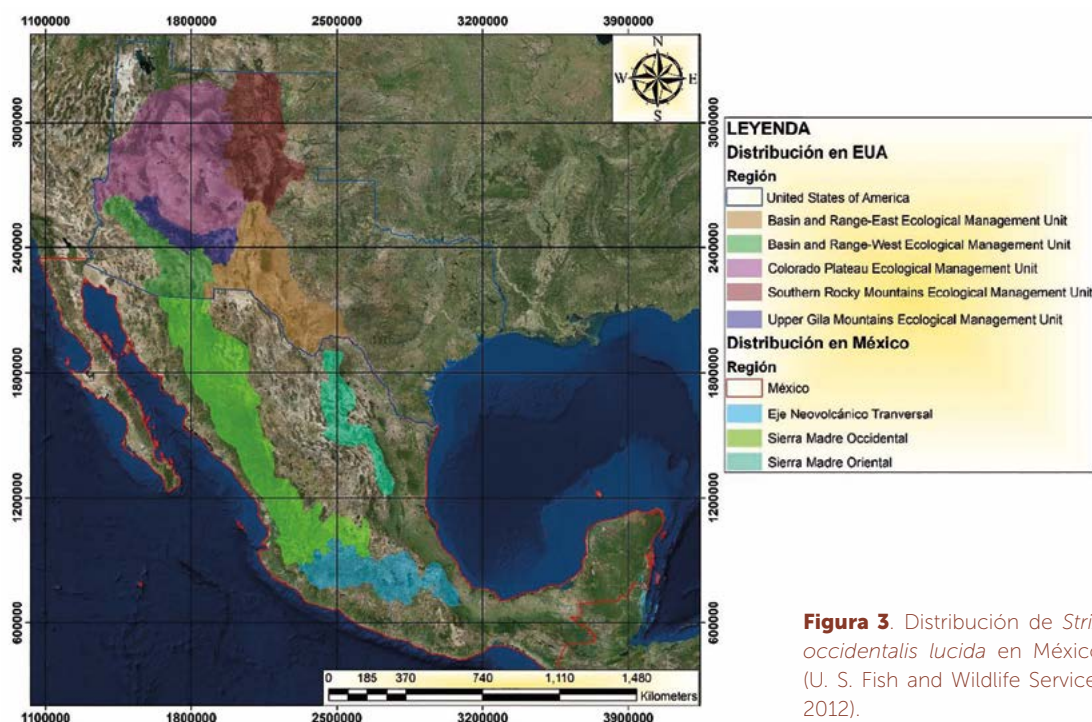 1100000 1800000 2500000 3200000 3900000
N
W E
S
3000000 3000000
2400000 2400000
1800000 1800000
1200000 1200000
600000 600000
0 185 370 740 1,110 1,480
Kilometers
1100000 1800000 2500000 3200000 3900000
LEYENDA
Distribución en EUA
Región
United States of America
Basin and Range-East Ecological Management Unit
Basin and Range-West Ecological Management Unit
Colorado Plateau Ecological Management Unit
Southern Rocky Mountains Ecological Management Unit
Upper Gila Mountains Ecological Management Unit
Distribución en México
Región
México
Eje Neovolcánico Tranversal
Sierra Madre Occidental
Sierra Madre Oriental
Figura 3. Distribución de Stri
occidentalis lucida en México
(U. S. Fish and Wildlife Service
2012).